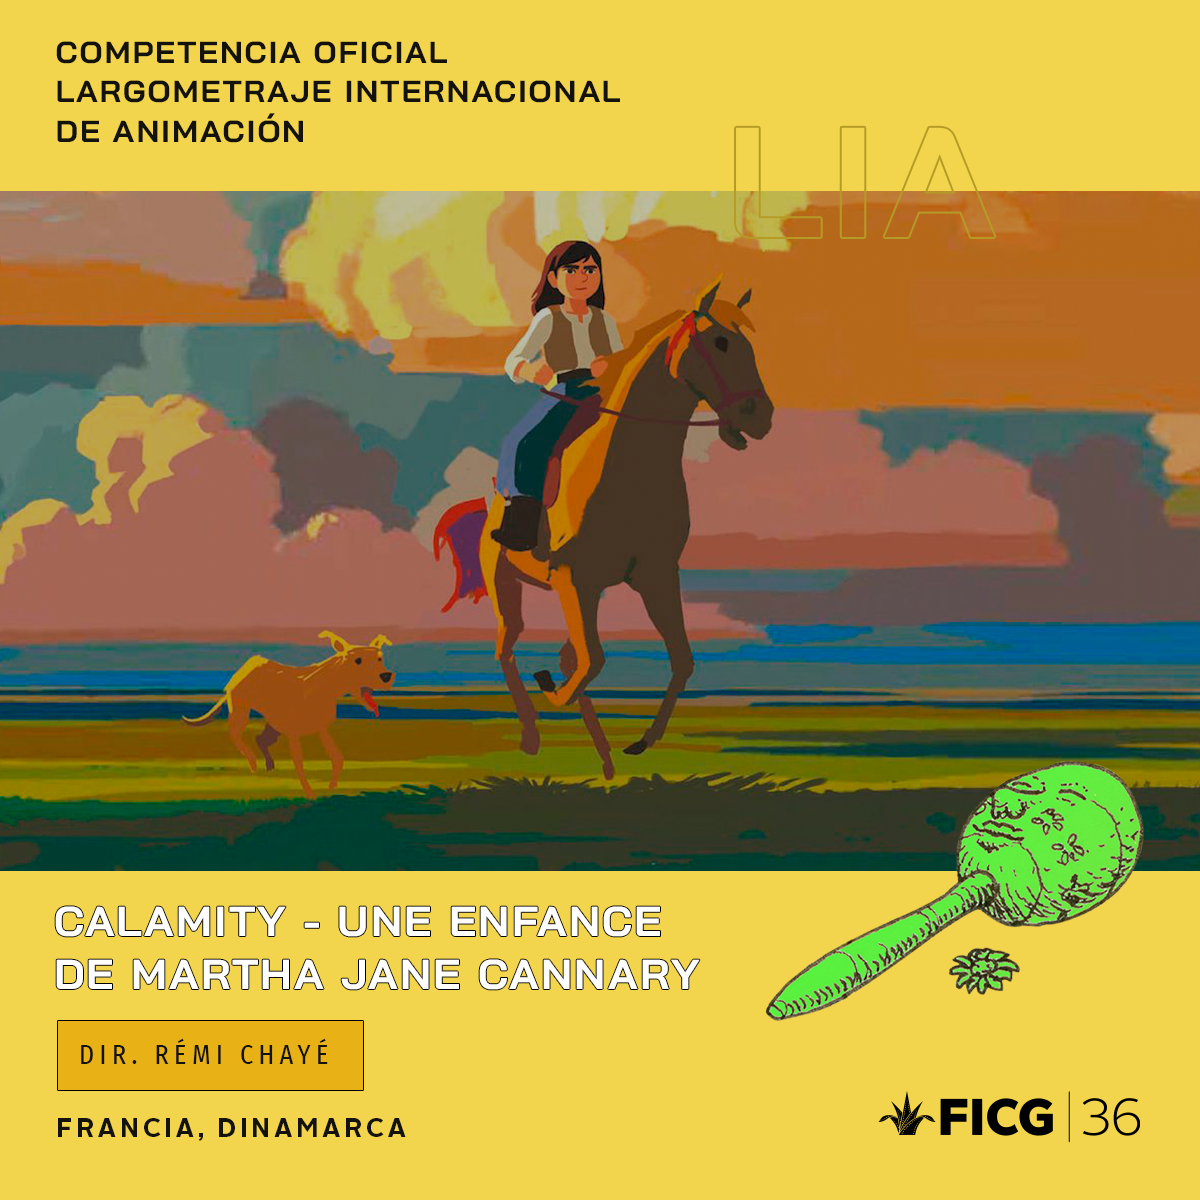 COMPETENCIA OFICIAL
LARGOMETRAJE INTERNACIONAL
DE ANIMACIÓN
LIA
CALAMITY - UNE ENFANCE
DE MARTHA JANE CANNARY
DIR. RÉMI CHAYÉ
FRANCIA, DINAMARCA
FICG | 36